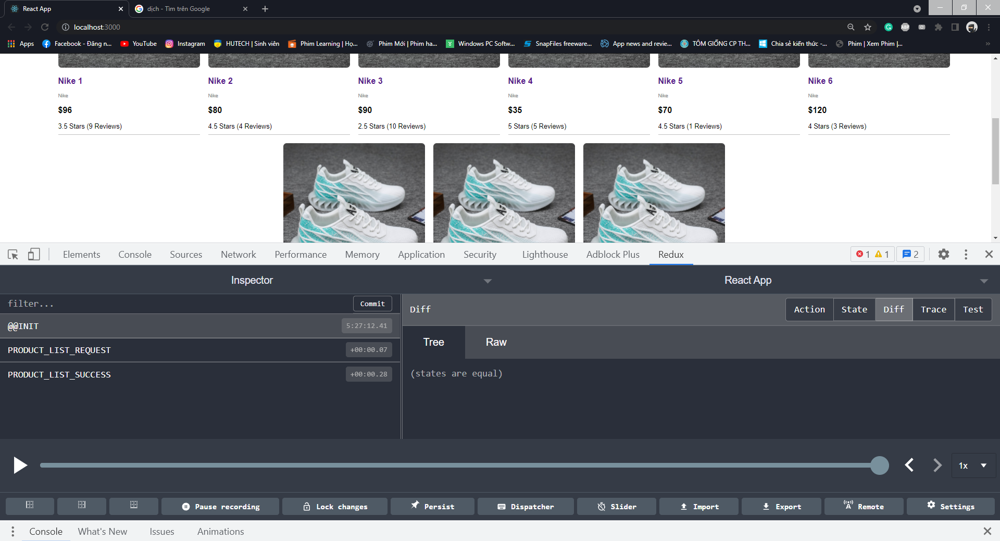 React App
dịch - Tìm trên Google
localhost:3000
Apps
Facebook - Đăng n...
YouTube
Instagram
HUTECH | Sinh viên
Phim Learning | Họ...
Phim Mới | Phim ha...
Windows PC Softw...
SnapFiles freeware...
App news and revie...
TÔM GIỐNG CP TH...
Chia sẻ kiến thức -...
Phim | Xem Phim |...
Nike 1
Nike 2
Nike 3
Nike 4
Nike 5
Nike 6
Nike
Nike
Nike
Nike
Nike
Nike
$96
$80
$90
$35
$70
$120
3.5 Stars (9 Reviews)
4.5 Stars (4 Reviews)
2.5 Stars (10 Reviews)
5 Stars (5 Reviews)
4.5 Stars (1 Reviews)
4 Stars (3 Reviews)
Elements
Console
Sources
Network
Performance
Memory
Application
Security
Lighthouse
Adblock Plus
Redux
1
1
2
Inspector
React App
filter...
Commit
Diff
Action
State
Diff
Trace
Test
@@INIT
5:27:12.41
Tree
Raw
PRODUCT_LIST_REQUEST
+00:00.07
PRODUCT_LIST_SUCCESS
+00:00.28
(states are equal)
1x
Pause recording
Lock changes
Persist
Dispatcher
Slider
Import
Export
Remote
Settings
Console
What's New
Issues
Animations